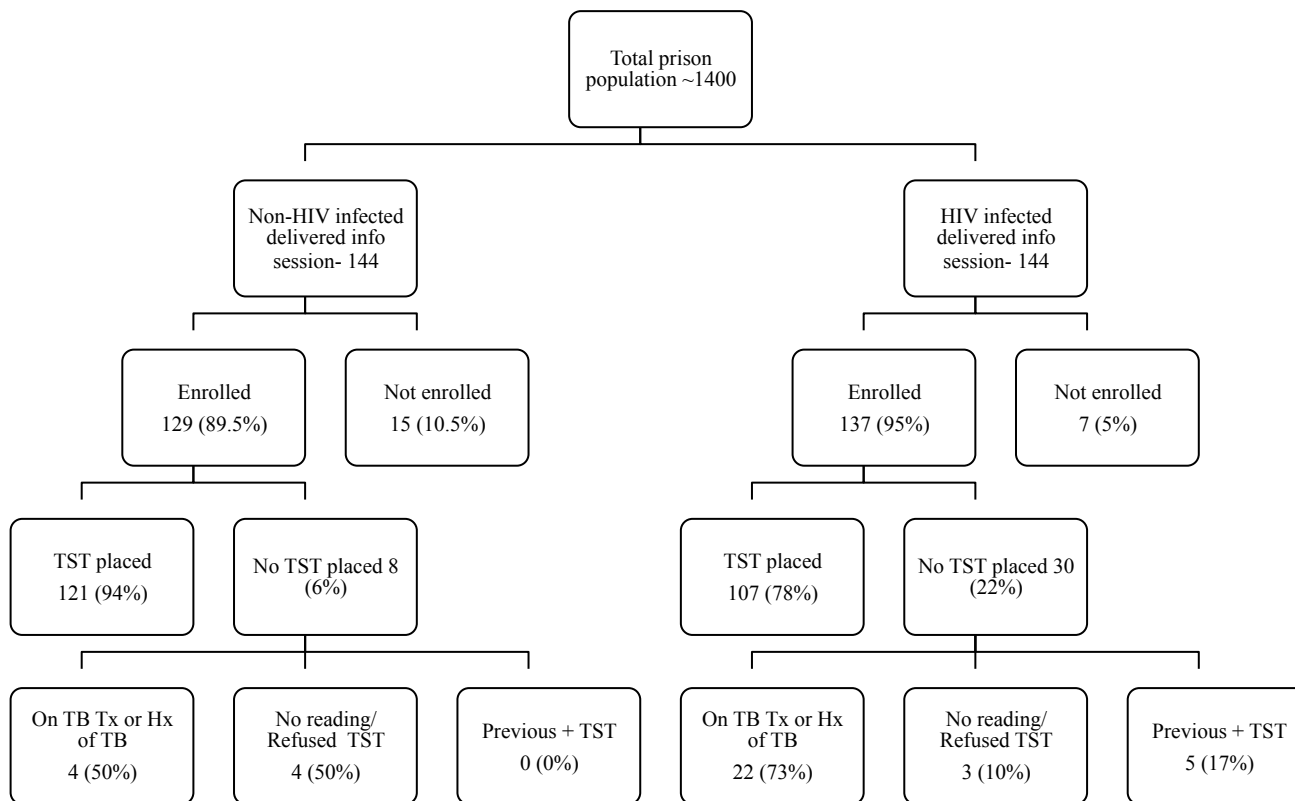 Total prison
population ~1400
Non-HIV infected
delivered info
session- 144
HIV infected
delivered info
session- 144
Enrolled
129 (89.5%)
Not enrolled
15 (10.5%)
Enrolled
137 (95%)
Not enrolled
7 (5%)
TST placed
121 (94%)
No TST placed 8
(6%)
TST placed
107 (78%)
No TST placed 30
(22%)
On TB Tx or Hx
of TB
4 (50%)
No reading/
Refused TST
4 (50%)
Previous + TST
0 (0%)
On TB Tx or Hx
of TB
22 (73%)
No reading/
Refused TST
3 (10%)
Previous + TST
5 (17%)